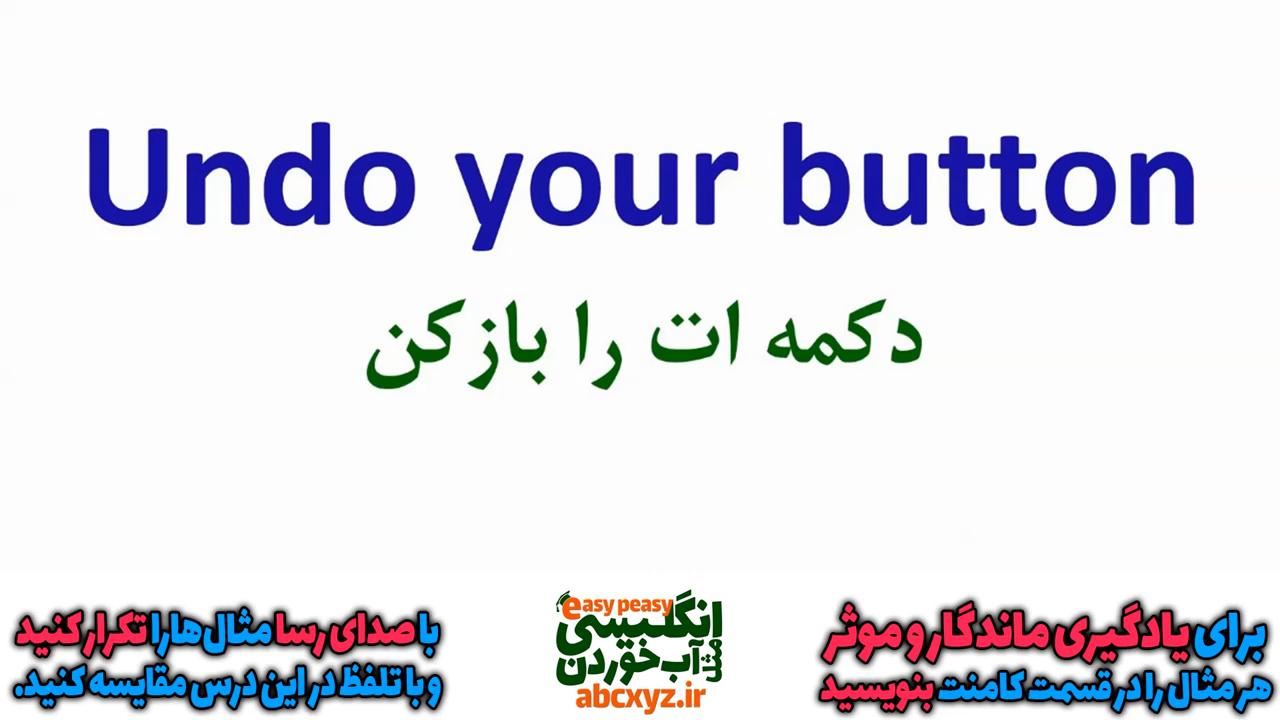 Undo your button
دکمه ات را بازکن
برای یادگیری ماندگار و موثر
هر مثال را در قسمت کامنت بنویسید
easy peasy
انگلیسی
مثل
آب خوردن
abcxyz.ir
با صدای رسا مثال‌ها را تکرار کنید
و با تلفظ در این درس مقایسه کنید.